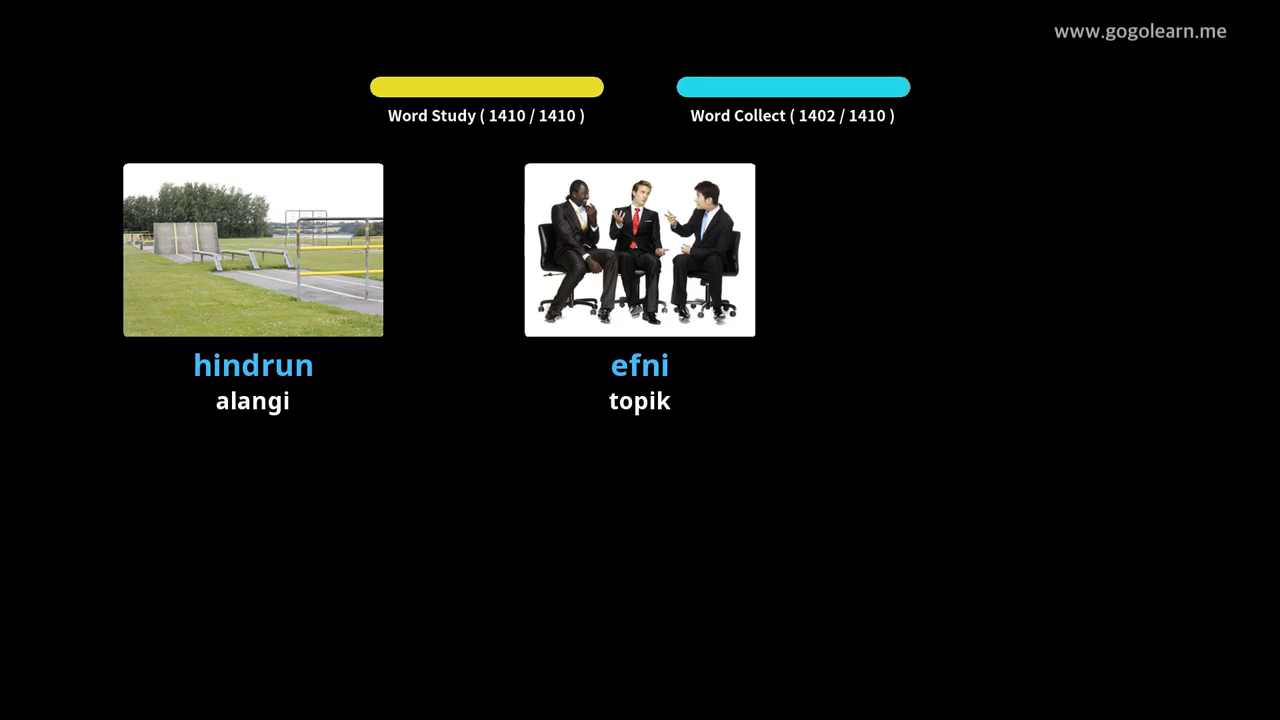 www.gogolearn.me
Word Study ( 1410 / 1410 )
Word Collect ( 1402 / 1410 )
hindrun
alangi
efni
topik